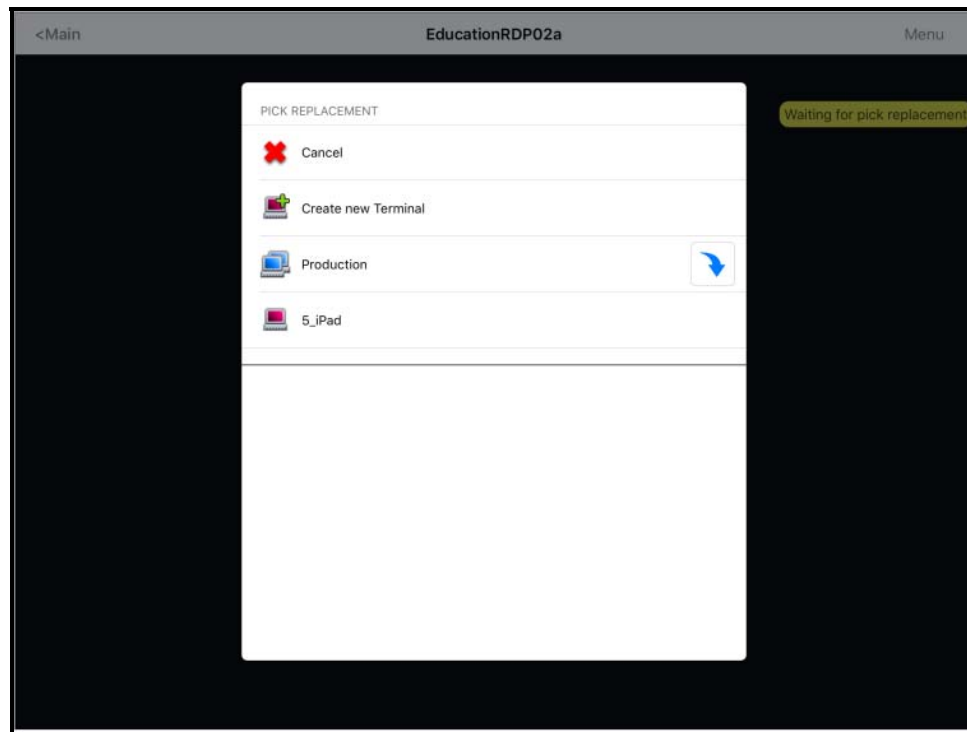 <Main EducationRDP02a Menu
PICK REPLACEMENT
Waiting for pick replacement
Cancel
Create new Terminal
Production
5_iPad